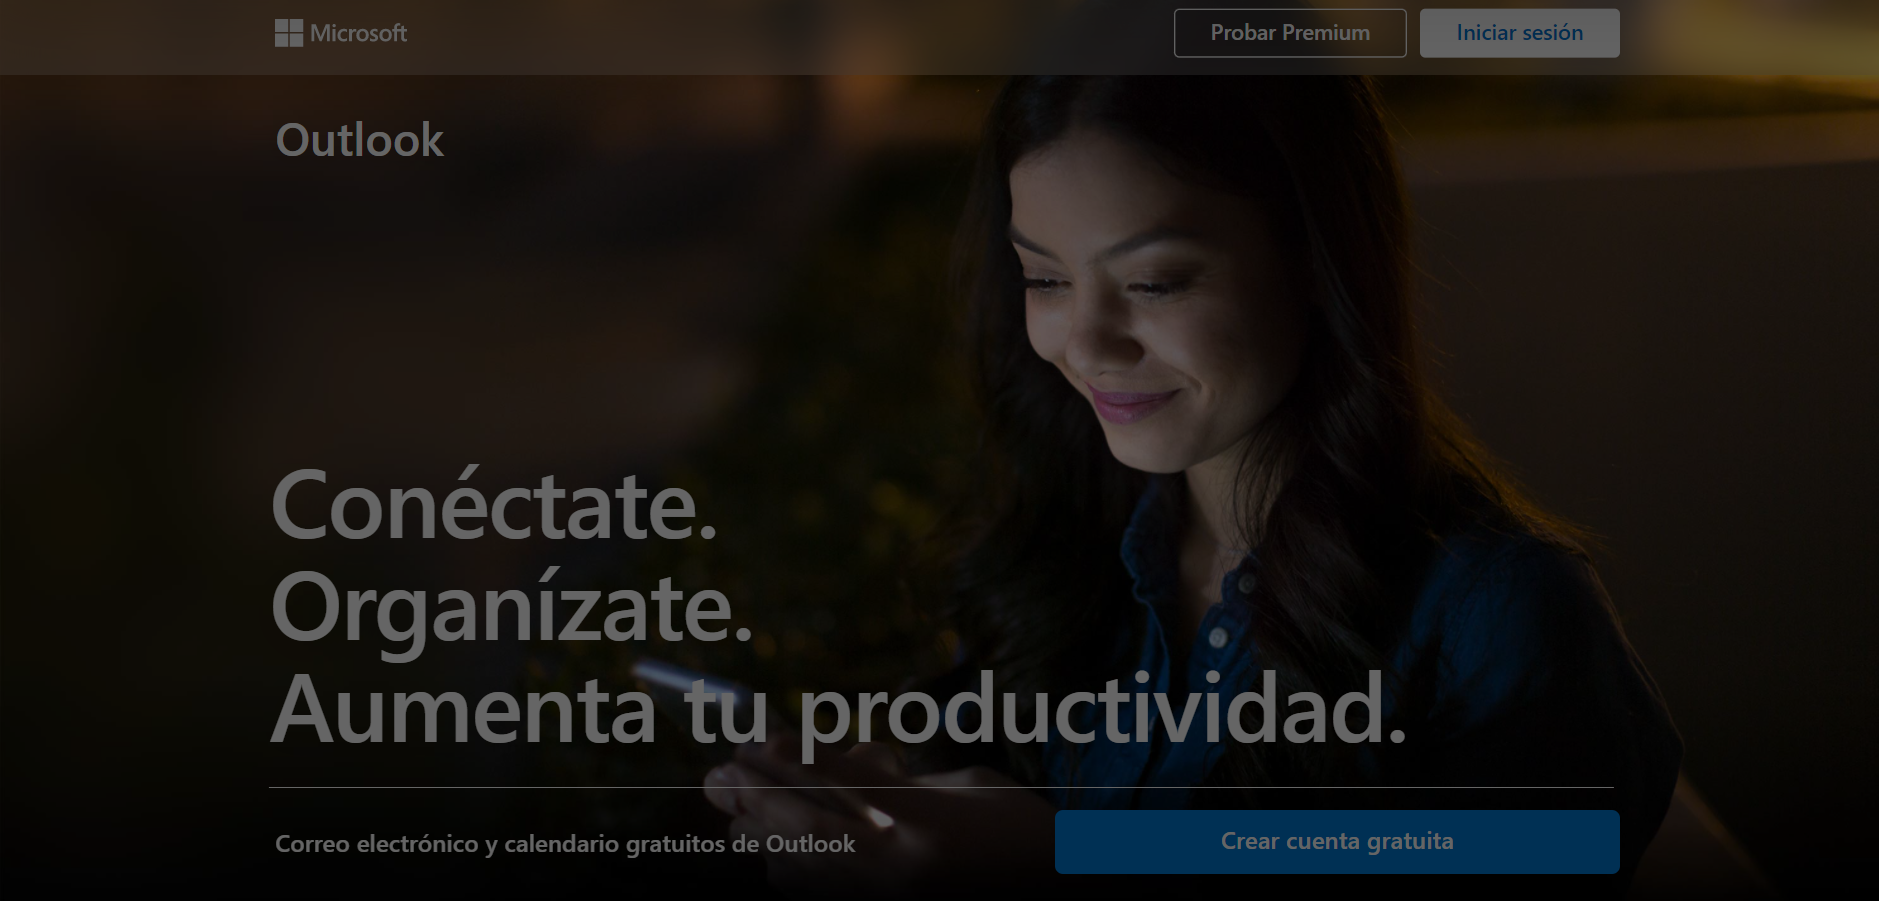 Microsoft
Probar Premium
Iniciar sesión
Outlook
Conéctate.
Organízate.
Aumenta tu productividad.
Correo electrónico y calendario gratuitos de Outlook
Crear cuenta gratuita